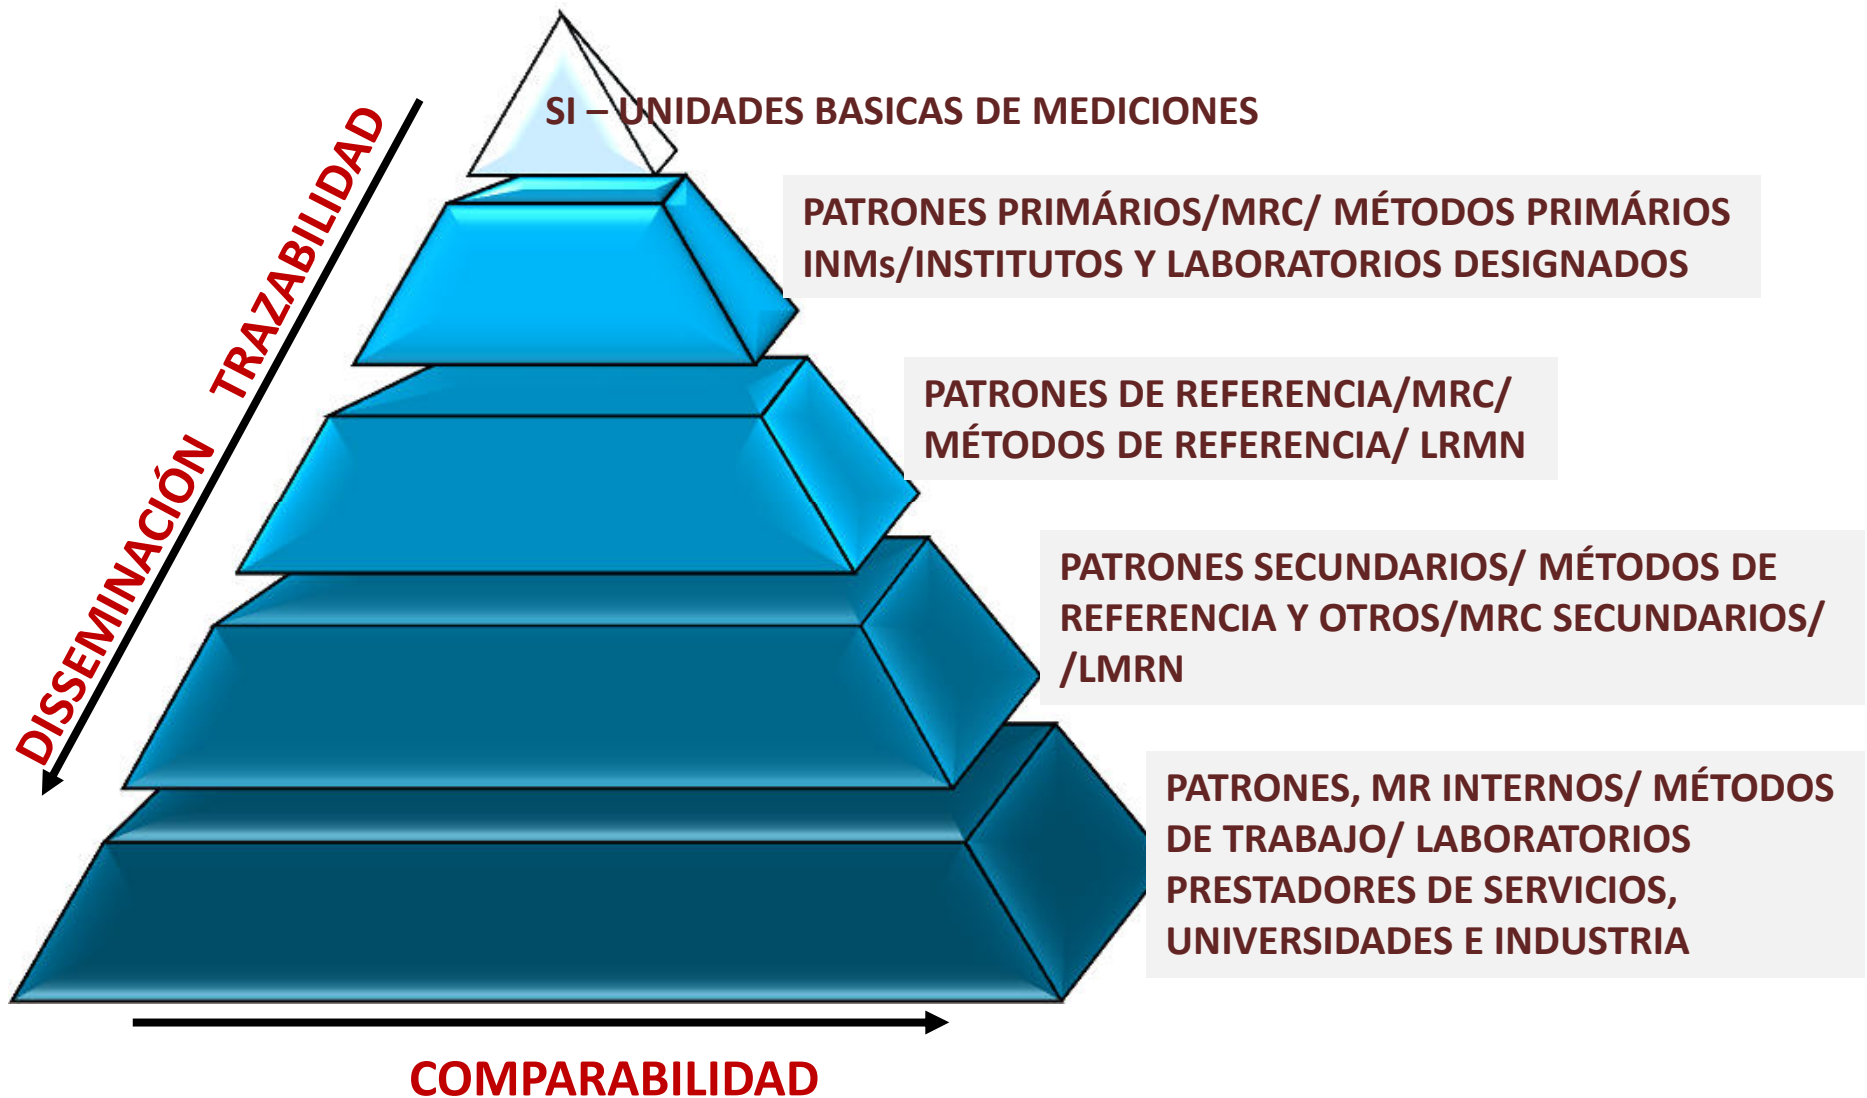 SI – UNIDADES BASICAS DE MEDICIONES
PATRONES PRIMÁRIOS/MRC/ MÉTODOS PRIMÁRIOS
INMs/INSTITUTOS Y LABORATORIOS DESIGNADOS
PATRONES DE REFERENCIA/MRC/
MÉTODOS DE REFERENCIA/ LRMN
PATRONES SECUNDARIOS/ MÉTODOS DE
REFERENCIA Y OTROS/MRC SECUNDARIOS/
/LMRN
PATRONES, MR INTERNOS/ MÉTODOS
DE TRABAJO/ LABORATORIOS
PRESTADORES DE SERVICIOS,
UNIVERSIDADES E INDUSTRIA
DISSEMINACIÓN TRAZABILIDAD
COMPARABILIDAD